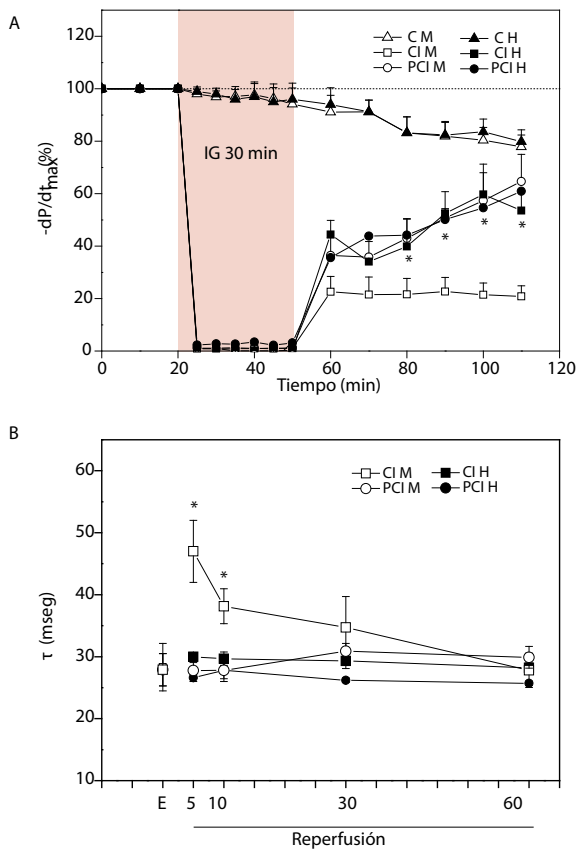 A
C M
C H
CI M
CI H
PCI M
PCI H
IG 30 min
-dP/dt max (%)
120
100
80
60
40
20
0
0 20 40 60 80 100 120
Tiempo (min)
* * * *
B
CI M
CI H
PCI M
PCI H
*
*
τ (mseg)
60
50
40
30
20
10
E 5 10 30 60
Reperfusión